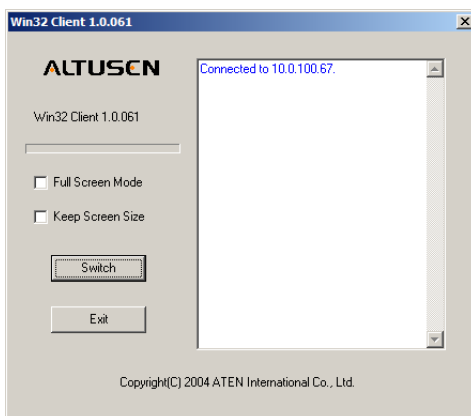 Win32 Client 1.0.061
ALTUSEN
Connected to 10.0.100.67.
Win32 Client 1.0.061
Full Screen Mode
Keep Screen Size
Switch
Exit
Copyright(C) 2004 ATEN International Co., Ltd.